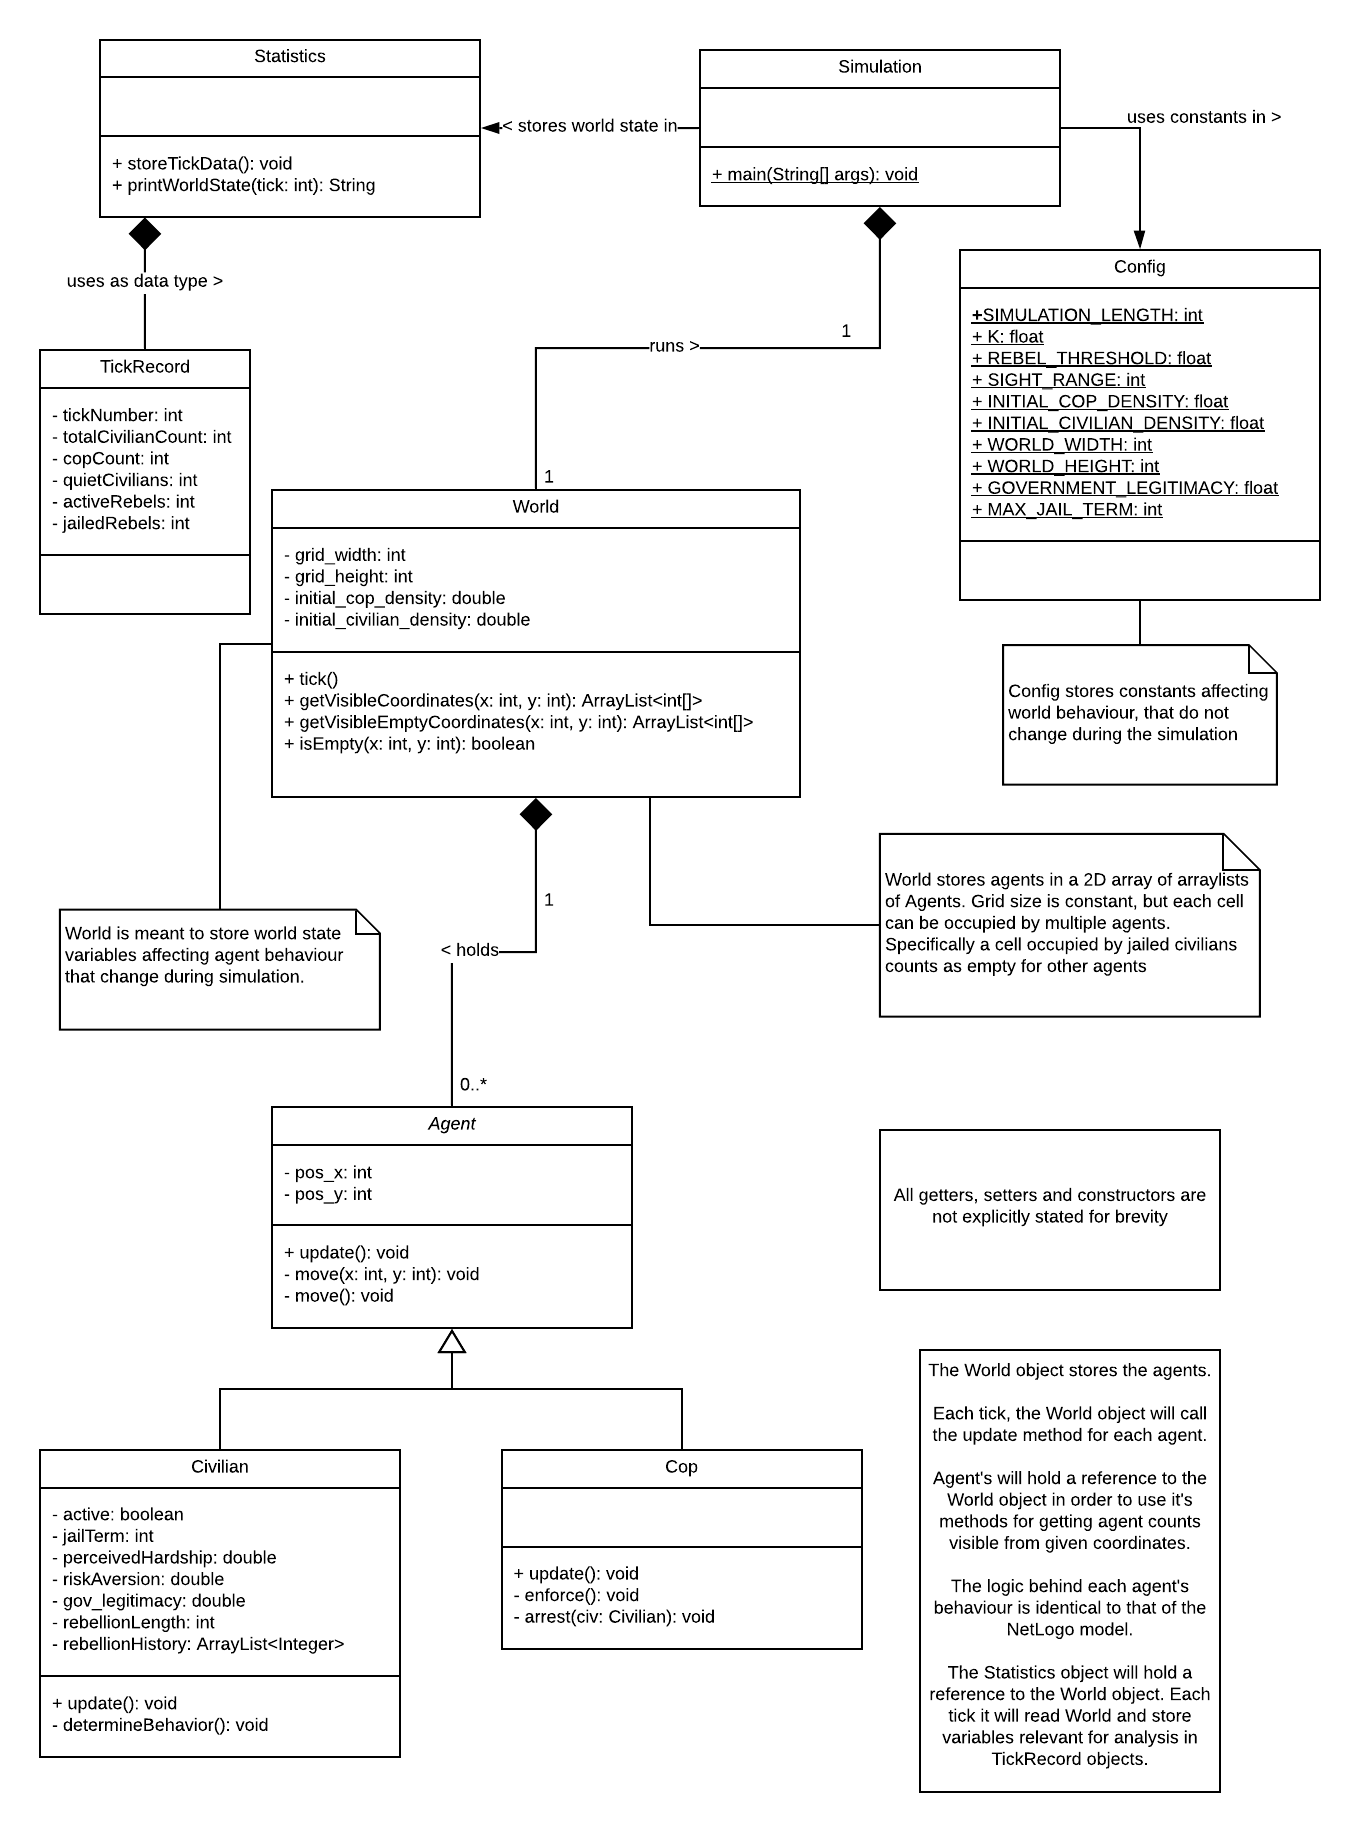 Statistics
+ storeTickData(): void
+ printWorldState(tick: int): String
< stores world state in
Simulation
+ main(String[] args): void
uses constants in >
uses as data type >
TickRecord
- tickNumber: int
- totalCivilianCount: int
- copCount: int
- quietCivilians: int
- activeRebels: int
- jailedRebels: int
1
runs >
1
Config
+SIMULATION_LENGTH: int
+ K: float
+ REBEL_THRESHOLD: float
+ SIGHT_RANGE: int
+ INITIAL_COP_DENSITY: float
+ INITIAL_CIVILIAN_DENSITY: float
+ WORLD_WIDTH: int
+ WORLD_HEIGHT: int
+ GOVERNMENT_LEGITIMACY: float
+ MAX_JAIL_TERM: int
World
- grid_width: int
- grid_height: int
- initial_cop_density: double
- initial_civilian_density: double
+ tick()
+ getVisibleCoordinates(x: int, y: int): ArrayList<int[]>
+ getVisibleEmptyCoordinates(x: int, y: int): ArrayList<int[]>
+ isEmpty(x: int, y: int): boolean
Config stores constants affecting
world behaviour, that do not
change during the simulation
World stores agents in a 2D array of arraylists
of Agents. Grid size is constant, but each cell
can be occupied by multiple agents.
Specifically a cell occupied by jailed civilians
counts as empty for other agents
World is meant to store world state
variables affecting agent behaviour
that change during simulation.
1
< holds
0..*
Agent
- pos_x: int
- pos_y: int
+ update(): void
- move(x: int, y: int): void
- move(): void
All getters, setters and constructors are
not explicitly stated for brevity
Civilian
- active: boolean
- jailTerm: int
- perceivedHardship: double
- riskAversion: double
- gov_legitimacy: double
- rebellionLength: int
- rebellionHistory: ArrayList<Integer>
+ update(): void
- determineBehavior(): void
Cop
+ update(): void
- enforce(): void
- arrest(civ: Civilian): void
The World object stores the agents.
Each tick, the World object will call
the update method for each agent.
Agent's will hold a reference to the
World object in order to use it's
methods for getting agent counts
visible from given coordinates.
The logic behind each agent's
behaviour is identical to that of the
NetLogo model.
The Statistics object will hold a
reference to the World object. Each
tick it will read World and store
variables relevant for analysis in
TickRecord objects.